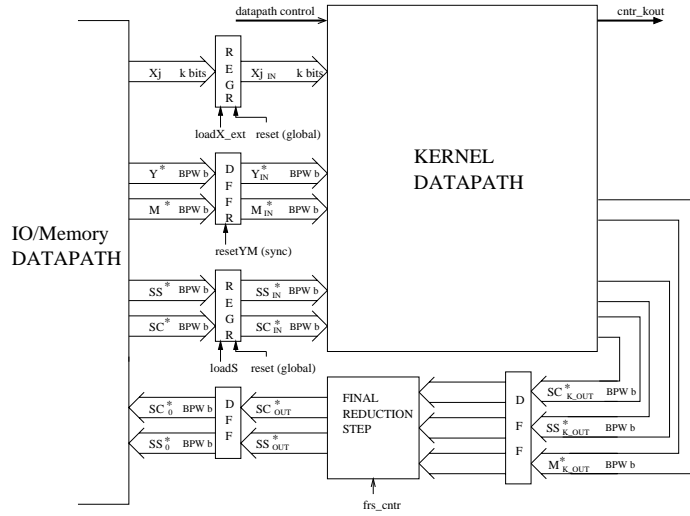 datapath control
cntr_kout
Xj k bits
R E G R
Xj IN k bits
loadX_ext
reset (global)
KERNEL
DATAPATH
Y* BPW b
D F F R
Y*IN BPW b
M* BPW b
M*IN BPW b
resetYM (sync)
IO/Memory
DATAPATH
SS* BPW b
R E G R
SS*IN BPW b
SC* BPW b
SC*IN BPW b
loadS
reset (global)
SC*0 BPW b
D F F
SC*OUT
FINAL
REDUCTION
STEP
D F F
SC*K_OUT BPW b
SS*0 BPW b
SS*OUT
SS*K_OUT BPW b
M*K_OUT BPW b
frs_cntr